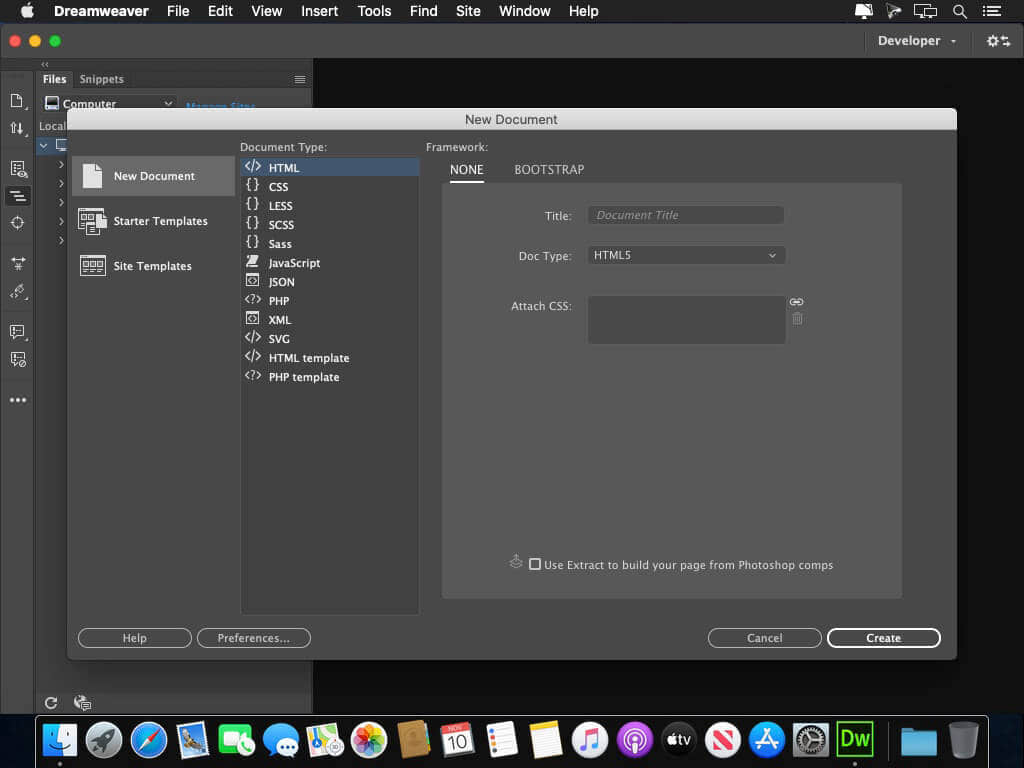 Dreamweaver File Edit View Insert Tools Find Site Window Help
Developer
Files Snippets
Computer
Manage Sites
Local
New Document
New Document
Starter Templates
Site Templates
Document Type:
HTML
CSS
LESS
SCSS
Sass
JavaScript
JSON
PHP
XML
SVG
HTML template
PHP template
Framework:
NONE BOOTSTRAP
Title: Document Title
Doc Type: HTML5
Attach CSS:
Use Extract to build your page from Photoshop comps
Help Preferences... Cancel Create
NOV
10
tv
Dw